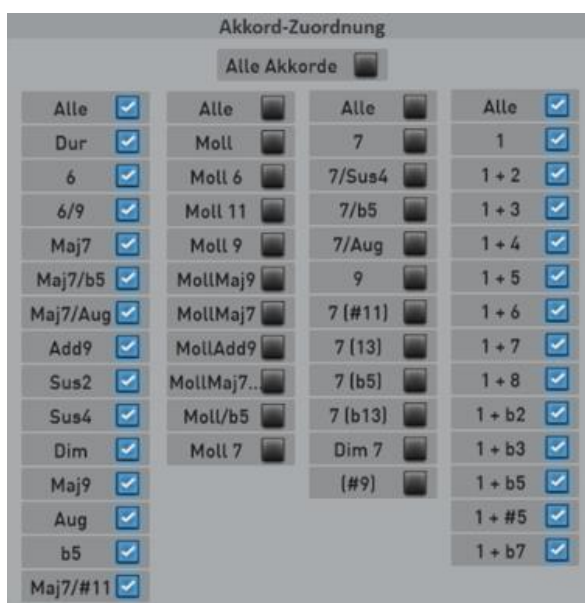 Akkord-Zuordnung
Alle Akkorde
Alle Alle Alle Alle
Dur Moll 7 1
6 Moll 6 7/Sus4 1 + 2
6/9 Moll 11 7/b5 1 + 3
Maj7 Moll 9 7/Aug 1 + 4
Maj7/b5 MollMaj9 9 1 + 5
Maj7/Aug MollMaj7 7 (#11) 1 + 6
Add9 MollAdd9 7 (13) 1 + 7
Sus2 MollMaj7... 7 (b5) 1 + 8
Sus4 Moll/b5 7 (b13) 1 + b2
Dim Moll 7 Dim 7 1 + b3
Maj9 (#9) 1 + b5
Aug 1 + #5
b5 1 + b7
Maj7/#11